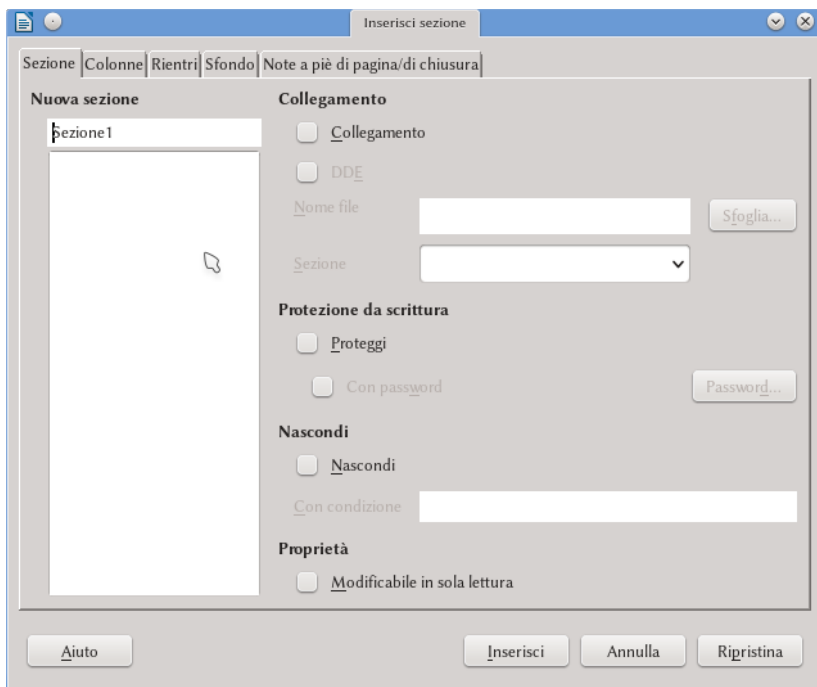 Inserisci sezione
Sezione Colonne Rientri Sfondo Note a piè di pagina/di chiusura
Nuova sezione
Sezione1
Collegamento
Collegamento
DDE
Nome file
Sfoglia...
Sezione
Protezione da scrittura
Proteggi
Con password
Password...
Nascondi
Nascondi
Con condizione
Proprietà
Modificabile in sola lettura
Aiuto Inserisci Annulla Ripristina